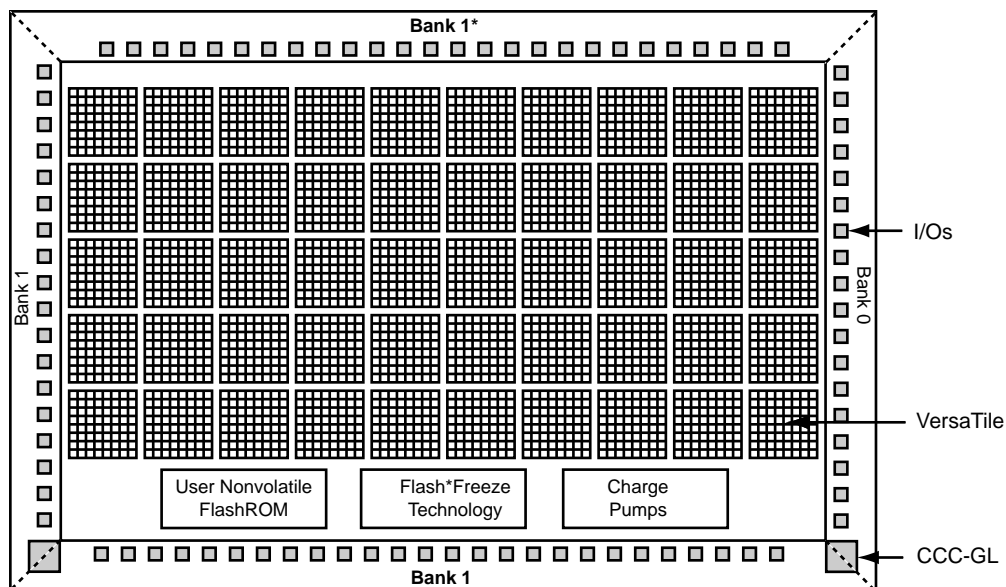 Bank 1*
I/Os
Bank 1
Bank 0
VersaTile
User Nonvolatile
FlashROM
Flash*Freeze
Technology
Charge
Pumps
CCC-GL
Bank 1